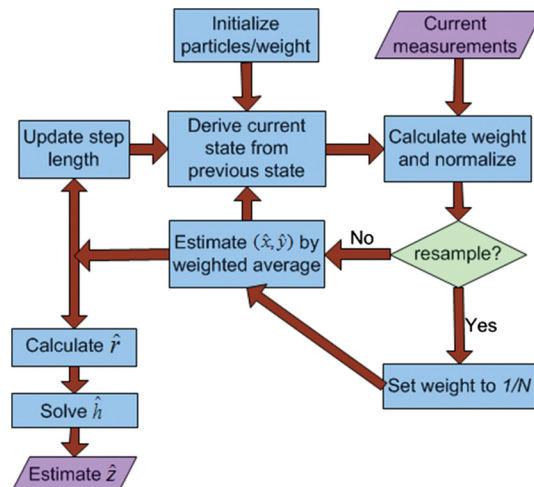 Initialize
particles/weight
Current
measurements
Update step
length
Derive current
state from
previous state
Calculate weight
and normalize
Estimate (x̂,ŷ) by
weighted average
No
resample?
Yes
Calculate r̂
Set weight to 1/N
Solve ĥ
Estimate ẑ